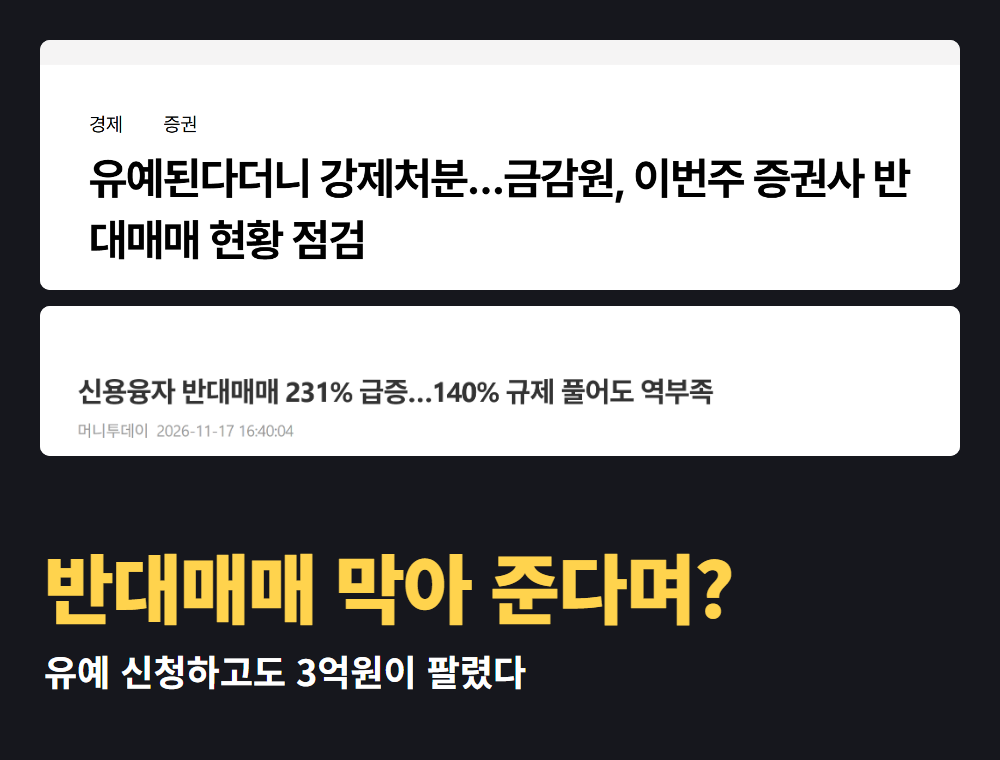 경제 증권
유예된다더니 강제처분...금감원, 이번주 증권사 반
대매매 현황 점검
신용융자 반대매매 231% 급증...140% 규제 풀어도 역부족
머니투데이 2026-11-17 16:40:04
반대매매 막아 준다며?
유예 신청하고도 3억원이 팔렸다